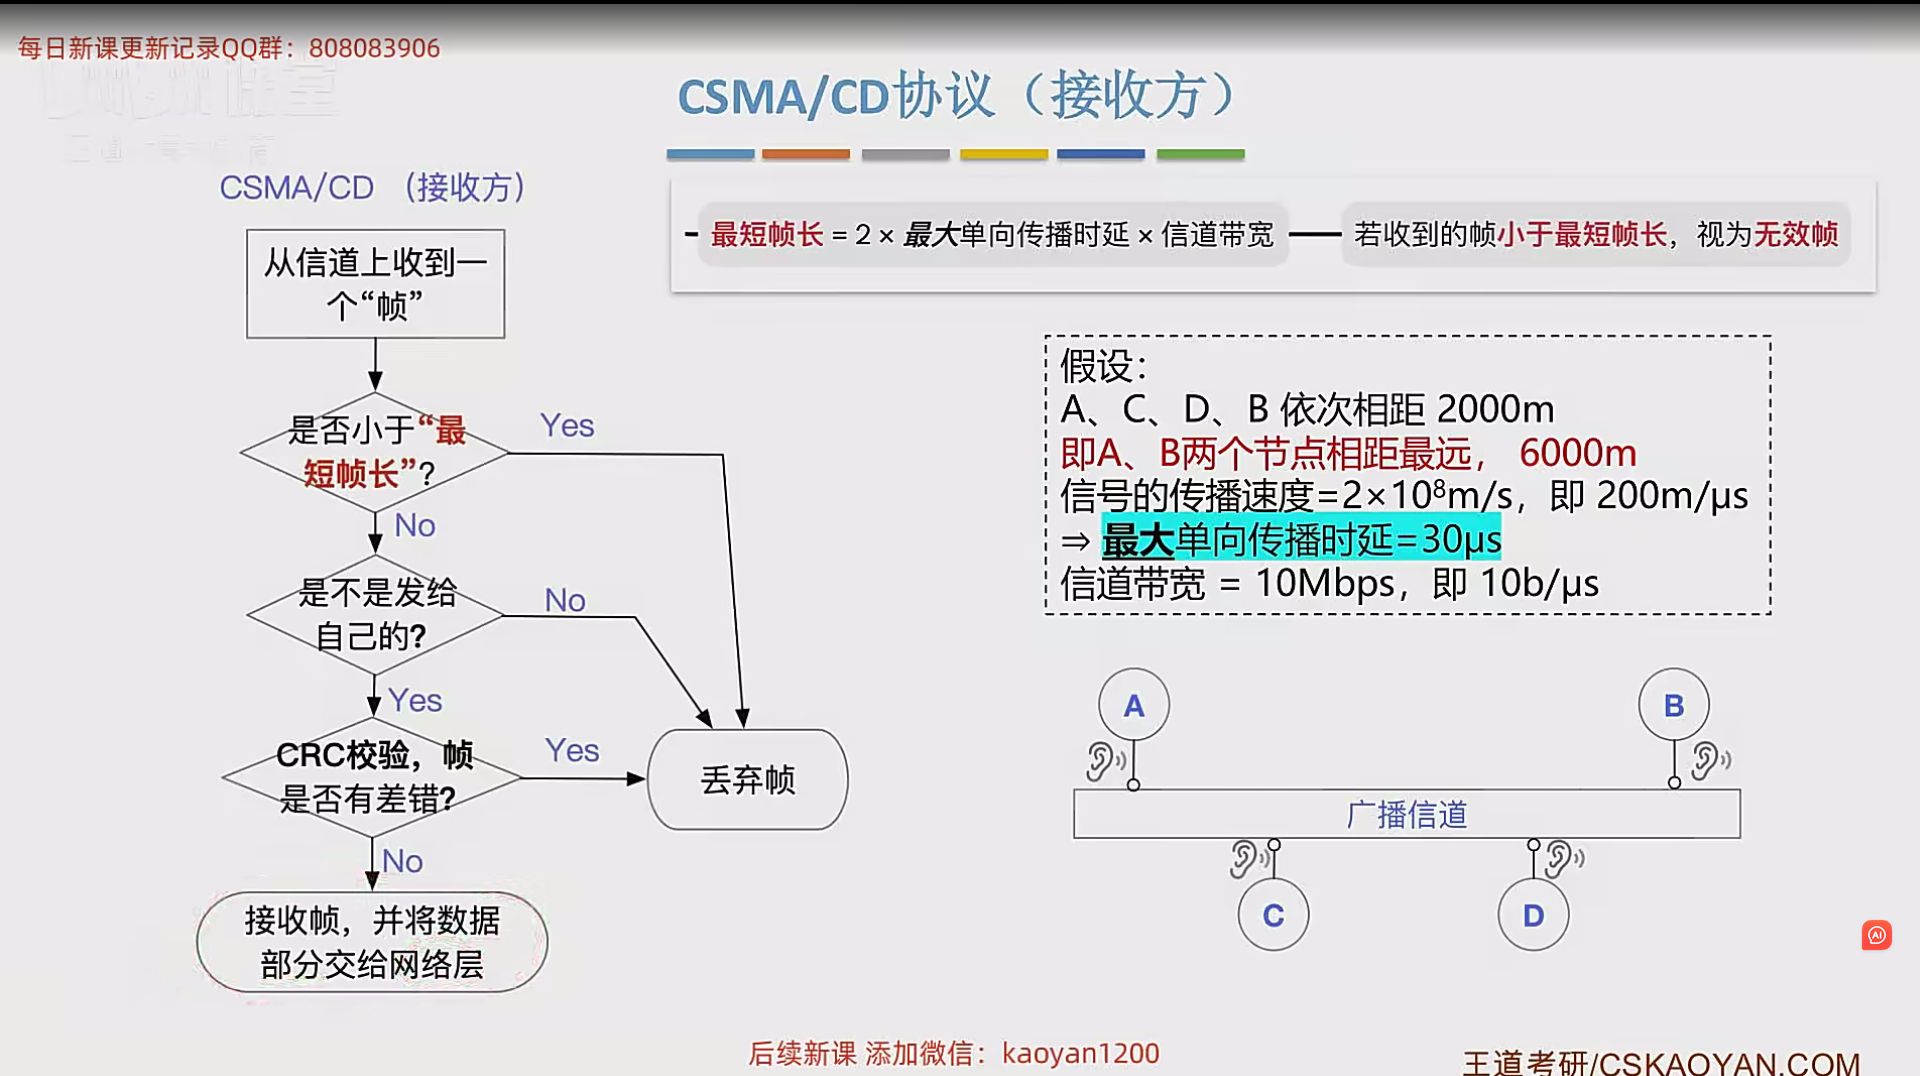 每日新课更新记录QQ群：808083906
CSMA/CD协议（接收方）
CSMA/CD （接收方）
最短帧长 = 2 × 最大单向传播时延 × 信道带宽
若收到的帧小于最短帧长，视为无效帧
从信道上收到一
个“帧”
是否小于“最
短帧长”?
Yes
No
是不是发给
自己的?
No
Yes
CRC校验，帧
是否有差错?
Yes
丢弃帧
No
接收帧，并将数据
部分交给网络层
假设：
A、C、D、B 依次相距 2000m
即A、B两个节点相距最远， 6000m
信号的传播速度=2×10⁸m/s，即 200m/μs
⇒ 最大单向传播时延=30μs
信道带宽 = 10Mbps，即 10b/μs
A
B
广播信道
C
D
AI
后续新课 添加微信：kaoyan1200
王道考研/CSKAOYAN.COM